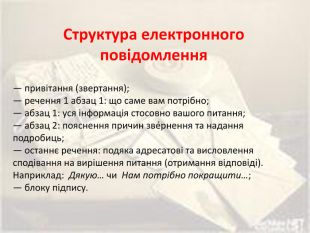 Структура електронного
повідомлення
— привітання (звертання);
— речення 1 абзац 1: що саме вам потрібно;
— абзац 1: уся інформація стосовно вашого питання;
— абзац 2: пояснення причин звернення та надання
подробиць;
— останнє речення: подяка адресатові та висловлення
сподівання на вирішення питання (отримання відповіді).
Наприклад: Дякую… чи Нам потрібно покращити…;
— блоку підпису.